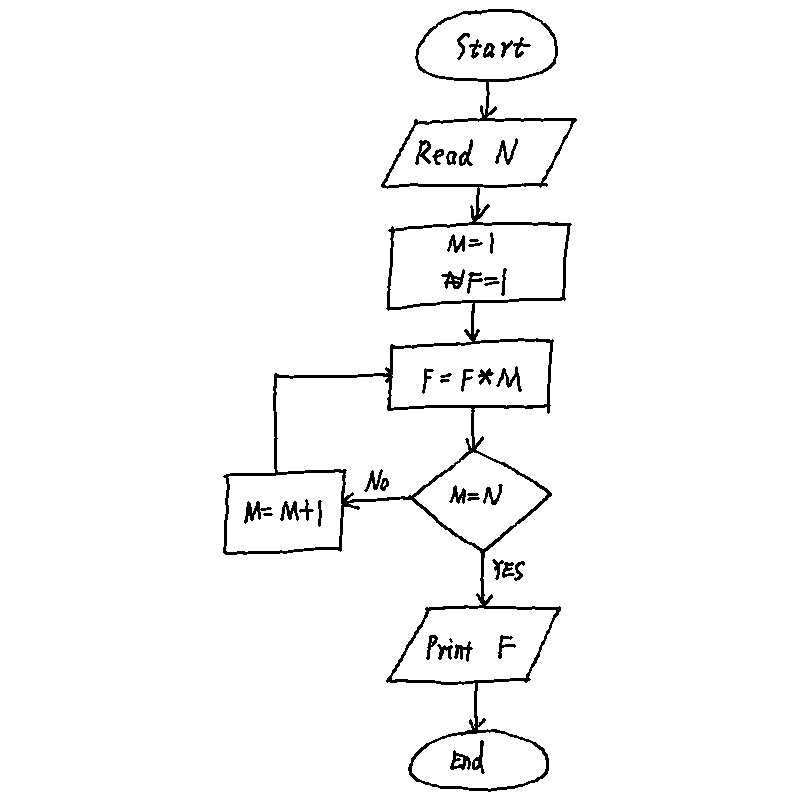 Start
Read N
M=1
F=1
F=F*M
M=N
No
M=M+1
YES
Print F
End